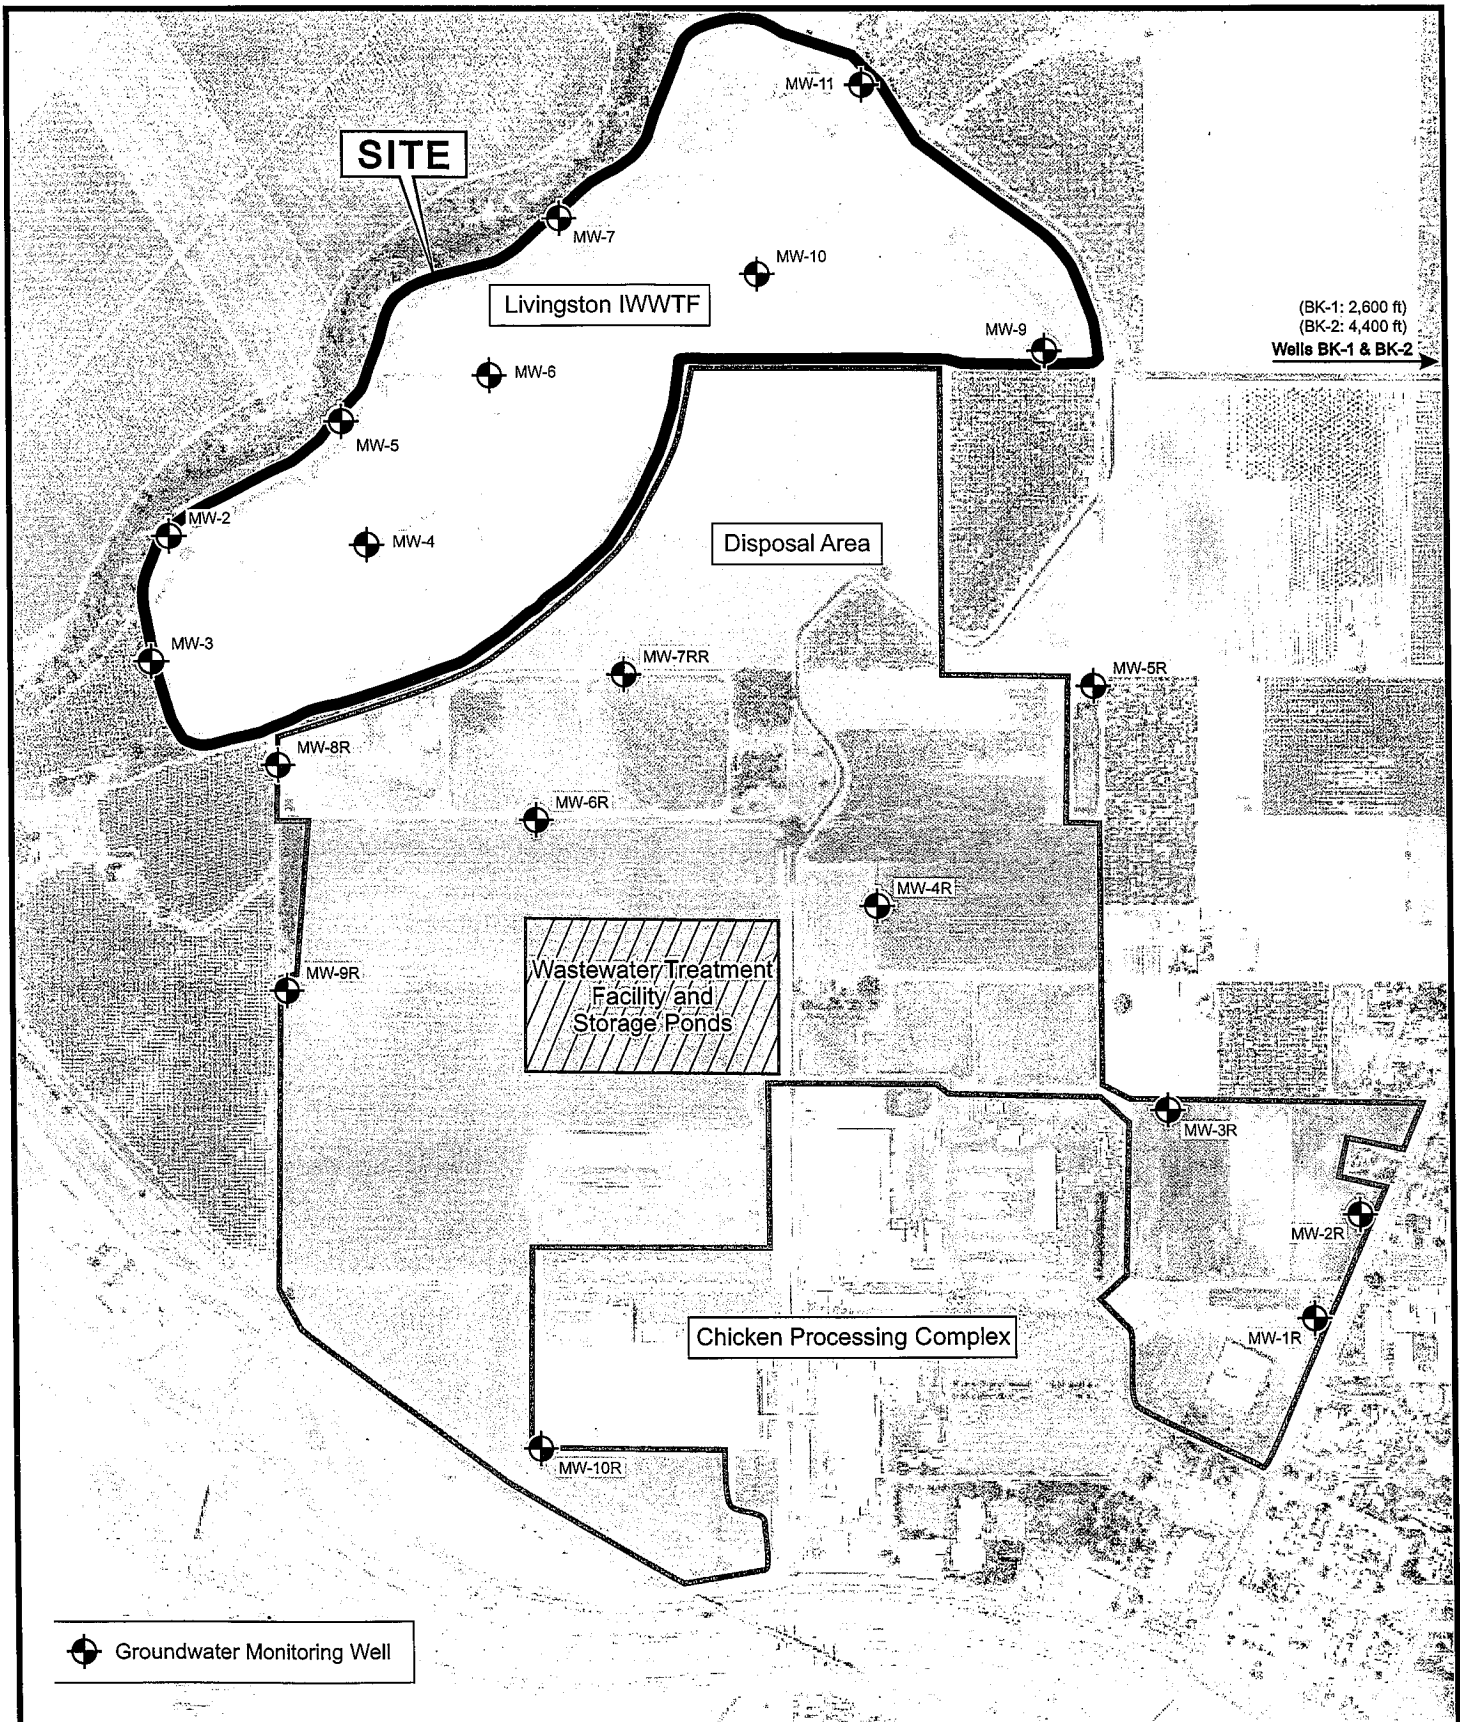 MW-11
SITE
MW-7
MW-10
Livingston IWWTF
(BK-1: 2,600 ft)
(BK-2: 4,400 ft)
Wells BK-1 & BK-2
MW-9
MW-6
MW-5
MW-2
MW-4
Disposal Area
MW-3
MW-7RR
MW-5R
MW-8R
MW-6R
MW-4R
Wastewater Treatment
Facility and
Storage Ponds
MW-9R
MW-3R
MW-2R
Chicken Processing Complex
MW-1R
MW-10R
Groundwater Monitoring Well